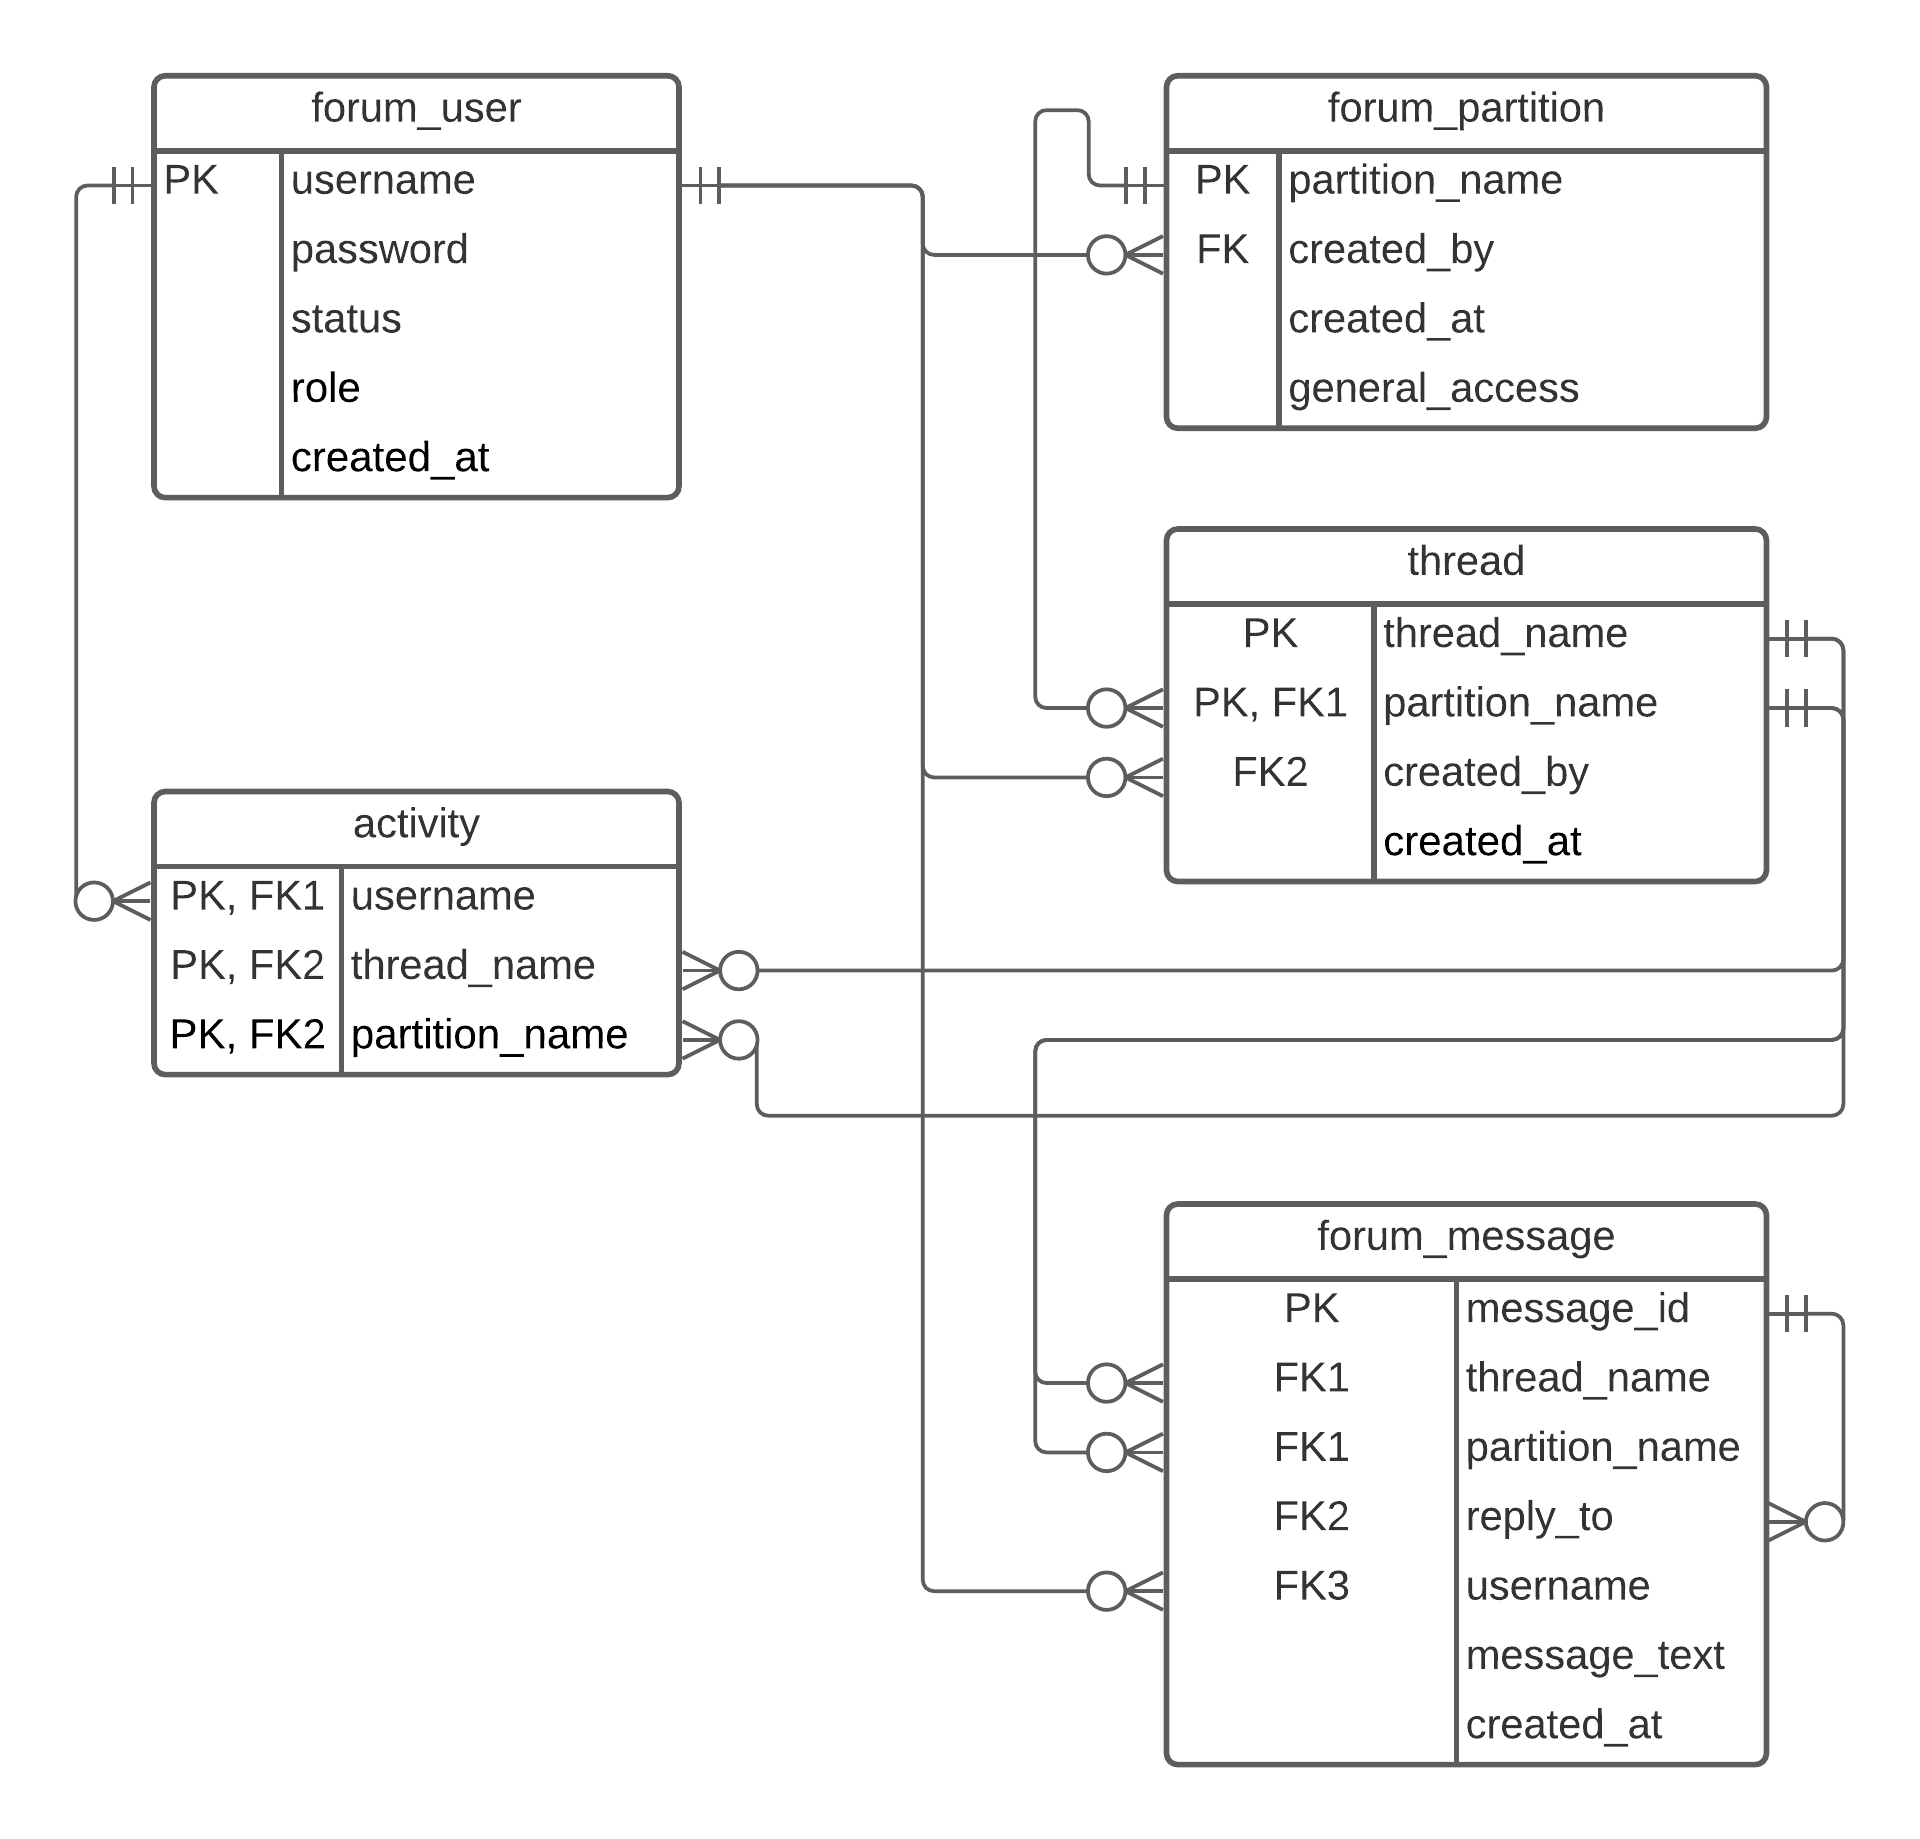 forum_user
PK username
password
status
role
created_at
forum_partition
PK partition_name
FK created_by
created_at
general_access
thread
PK thread_name
PK, FK1 partition_name
FK2 created_by
created_at
activity
PK, FK1 username
PK, FK2 thread_name
PK, FK2 partition_name
forum_message
PK message_id
FK1 thread_name
FK1 partition_name
FK2 reply_to
FK3 username
message_text
created_at